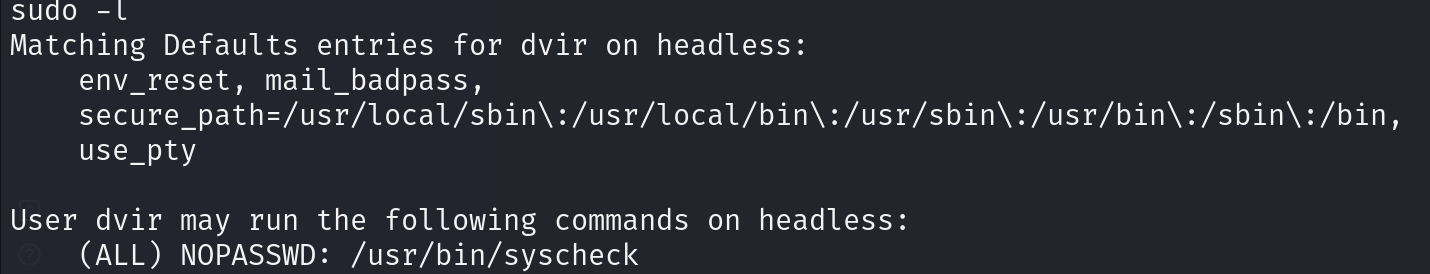 sudo -l
Matching Defaults entries for dvir on headless:
    env_reset, mail_badpass,
    secure_path=/usr/local/sbin\:/usr/local/bin\:/usr/sbin\:/usr/bin\:/sbin\:/bin,
    use_pty

User dvir may run the following commands on headless:
    (ALL) NOPASSWD: /usr/bin/syscheck